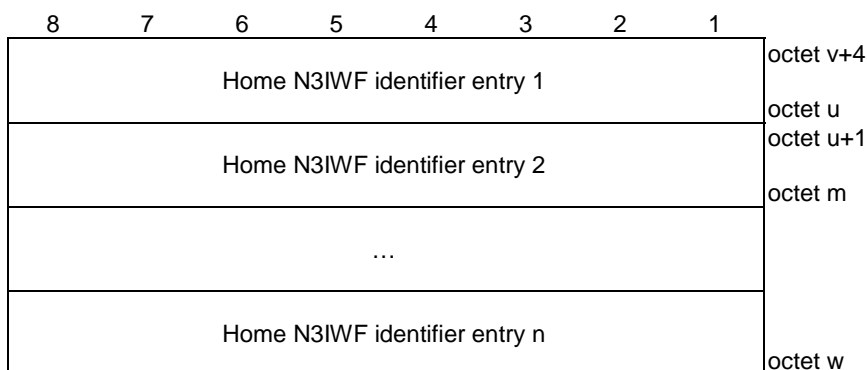 8 7 6 5 4 3 2 1
Home N3IWF identifier entry 1
octet v+4
octet u
Home N3IWF identifier entry 2
octet u+1
octet m
…
Home N3IWF identifier entry n
octet w